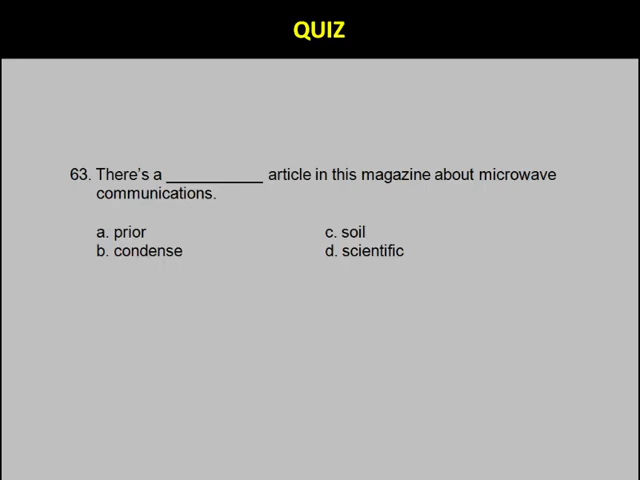 QUIZ
63. There's a ___________ article in this magazine about microwave
communications.
a. prior
c. soil
b. condense
d. scientific